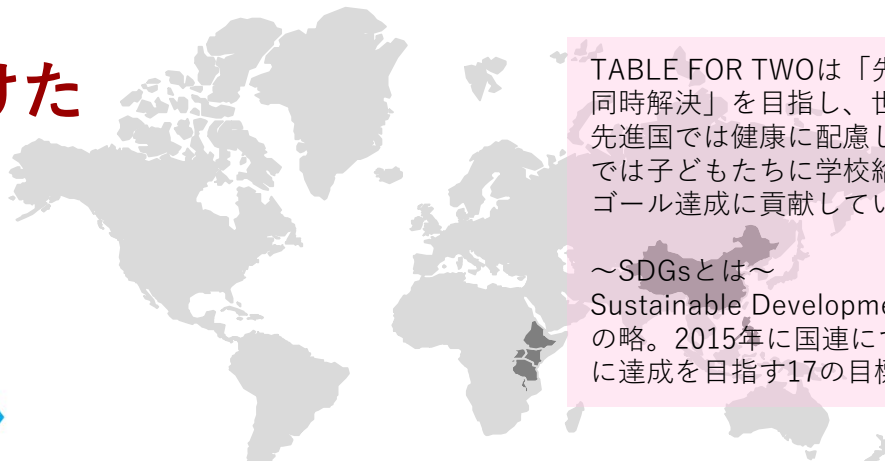 けた
TABLE FOR TWOは「先
同時解決」を目指し、世
先進国では健康に配慮し
では子どもたちに学校給
ゴール達成に貢献してい
～SDGsとは～
Sustainable Developme
の略。2015年に国連に
に達成を目指す17の目標